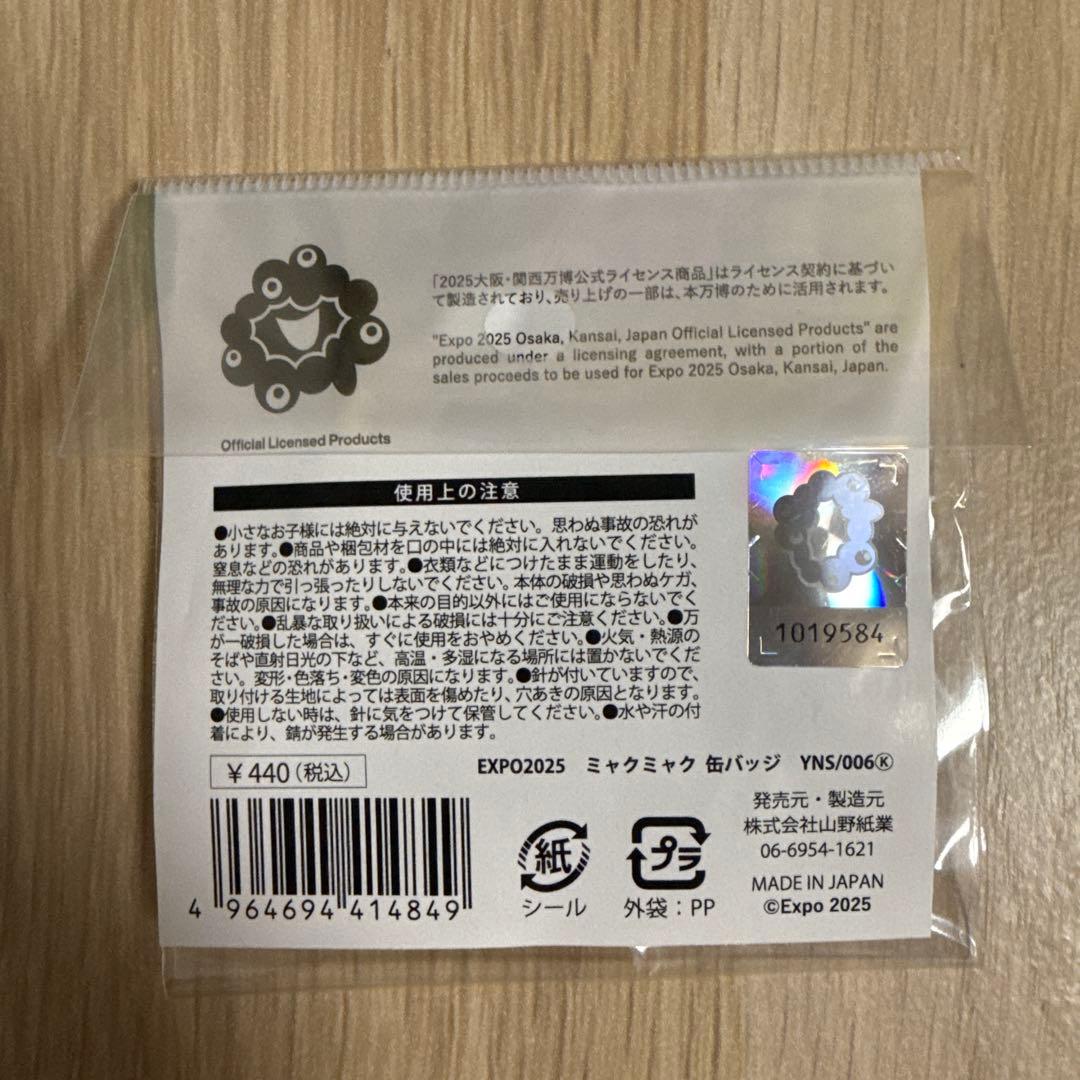 「2025大阪・関西万博公式ライセンス商品」はライセンス契約に基づい
て製造されており、売り上げの一部は、本万博のために活用されます。
"Expo 2025 Osaka, Kansai, Japan Official Licensed Products" are
produced under a licensing agreement, with a portion of the
sales proceeds to be used for Expo 2025 Osaka, Kansai, Japan.
Official Licensed Products
使用上の注意
●小さなお子様には絶対に与えないでください。思わぬ事故の恐れが
あります。●商品や梱包材を口の中には絶対に入れないでください。
窒息などの恐れがあります。●衣類などにつけたまま運動をしたり、
無理な力で引っ張ったりしないでください。本体の破損や思わぬケガ、
事故の原因になります。●本来の目的以外にはご使用にならないでく
ださい。●乱暴な取り扱いによる破損には十分にご注意ください。●万
が一破損した場合は、すぐに使用をおやめください。●火気・熱源の
そばや直射日光の下など、高温・多湿になる場所には置かないでくだ
さい。変形・色落ち・変色の原因になります。●針が付いていますので、
取り付ける生地によっては表面を傷めたり、穴あきの原因となります。
●使用しない時は、針に気をつけて保管してください。●水や汗の付
着により、錆が発生する場合があります。
1019584
¥440(税込)
EXPO2025 ミャクミャク 缶バッジ YNS/006Ⓚ
発売元・製造元
株式会社山野紙業
06-6954-1621
MADE IN JAPAN
©Expo 2025
紙
シール
プラ
外袋：PP
4 964694 414849